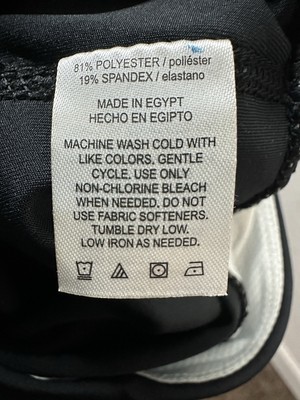 81% POLYESTER / poliéster
19% SPANDEX / elastano
MADE IN EGYPT
HECHO EN EGIPTO
MACHINE WASH COLD WITH
LIKE COLORS, GENTLE
CYCLE. USE ONLY
NON-CHLORINE BLEACH
WHEN NEEDED. DO NOT
USE FABRIC SOFTENERS.
TUMBLE DRY LOW.
LOW IRON AS NEEDED.